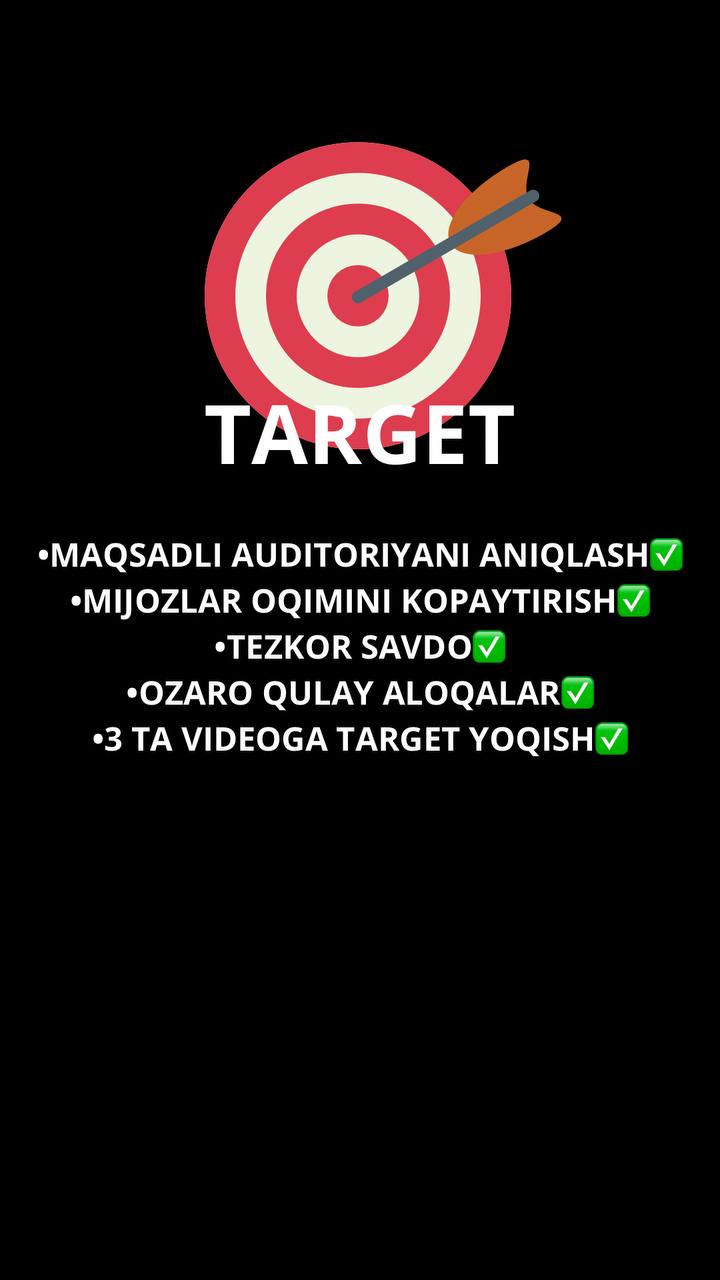 TARGET
•MAQSADLI AUDITORIYANI ANIQLASH✅
•MIJOZLAR OQIMINI KOPAYTIRISH✅
•TEZKOR SAVDO✅
•OZARO QULAY ALOQALAR✅
•3 TA VIDEOGA TARGET YOQISH✅